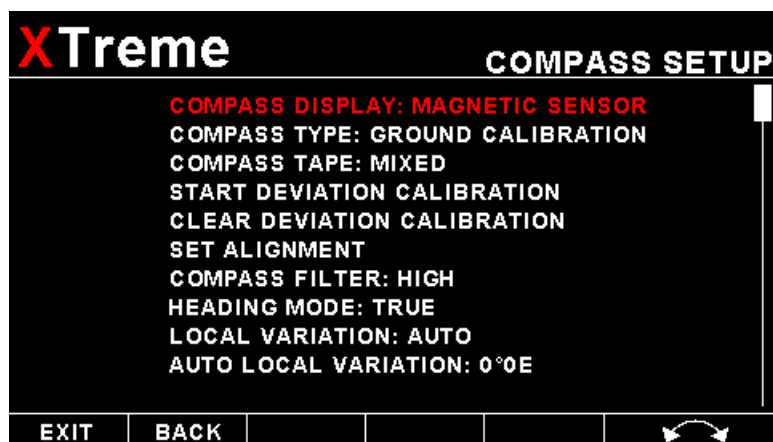 XTreme
COMPASS SETUP
COMPASS DISPLAY: MAGNETIC SENSOR
COMPASS TYPE: GROUND CALIBRATION
COMPASS TAPE: MIXED
START DEVIATION CALIBRATION
CLEAR DEVIATION CALIBRATION
SET ALIGNMENT
COMPASS FILTER: HIGH
HEADING MODE: TRUE
LOCAL VARIATION: AUTO
AUTO LOCAL VARIATION: 0°0E
EXIT BACK